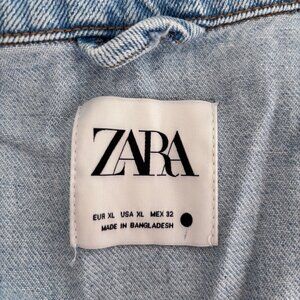 ZARA
EUR XL USA XL MEX 32
MADE IN BANGLADESH